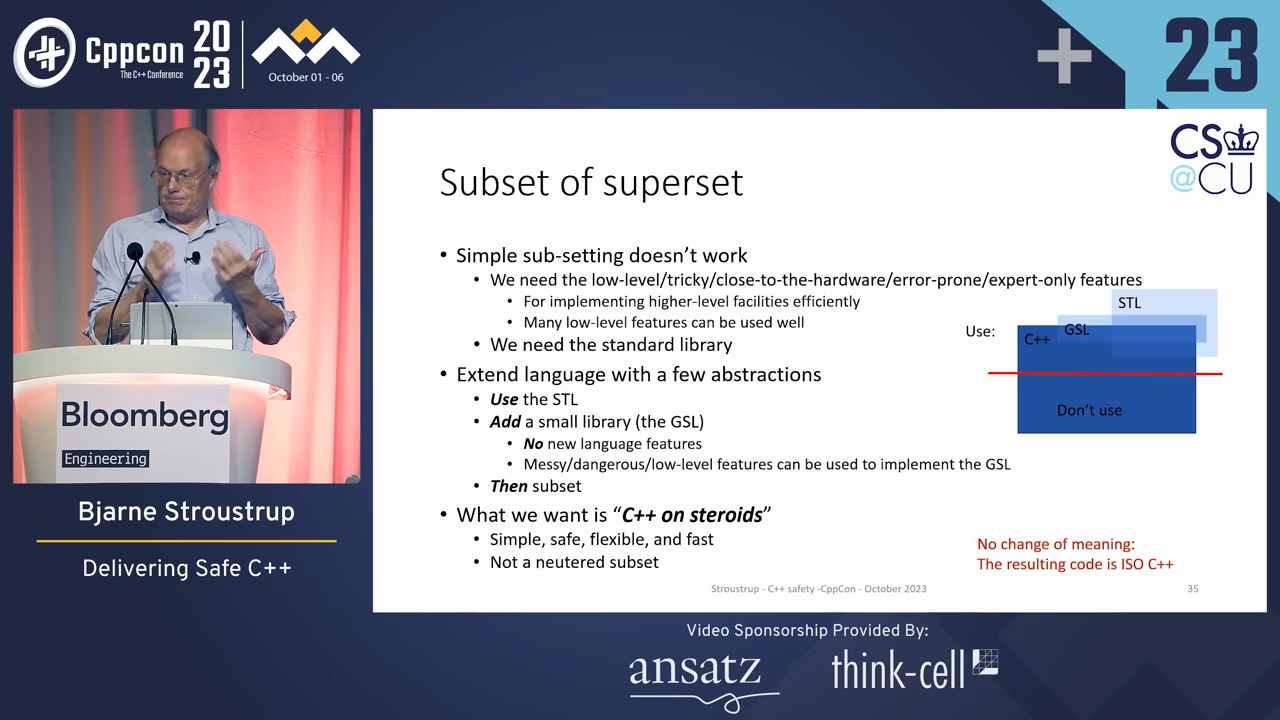 Cppcon
The C++ Conference
20
23
October 01 - 06
23
CS
@CU
Subset of superset
• Simple sub-setting doesn't work
• We need the low-level/tricky/close-to-the-hardware/error-prone/expert-only features
• For implementing higher-level facilities efficiently
• Many low-level features can be used well
• We need the standard library
• Extend language with a few abstractions
• Use the STL
• Add a small library (the GSL)
• No new language features
• Messy/dangerous/low-level features can be used to implement the GSL
• Then subset
• What we want is “C++ on steroids”
• Simple, safe, flexible, and fast
• Not a neutered subset
Use:
STL
GSL
C++
Don't use
No change of meaning:
The resulting code is ISO C++
Stroustrup - C++ safety -CppCon - October 2023
35
Bloomberg
Engineering
Bjarne Stroustrup
Delivering Safe C++
Video Sponsorship Provided By:
ansatz
think-cell